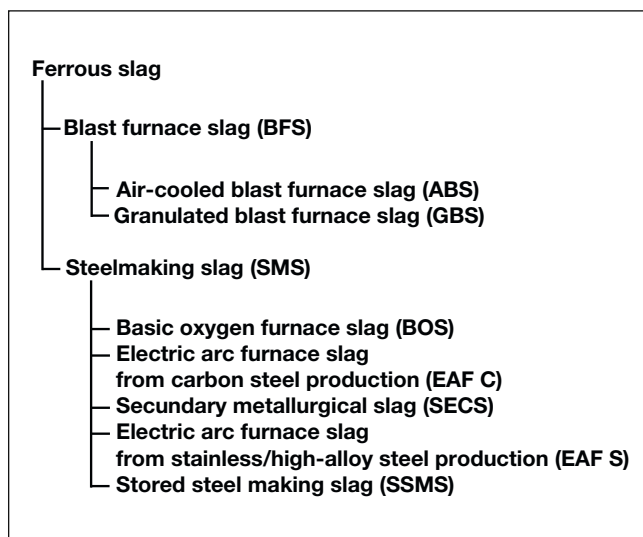 Ferrous slag
Blast furnace slag (BFS)
Air-cooled blast furnace slag (ABS)
Granulated blast furnace slag (GBS)
Steelmaking slag (SMS)
Basic oxygen furnace slag (BOS)
Electric arc furnace slag
from carbon steel production (EAF C)
Secundary metallurgical slag (SECS)
Electric arc furnace slag
from stainless/high-alloy steel production (EAF S)
Stored steel making slag (SSMS)